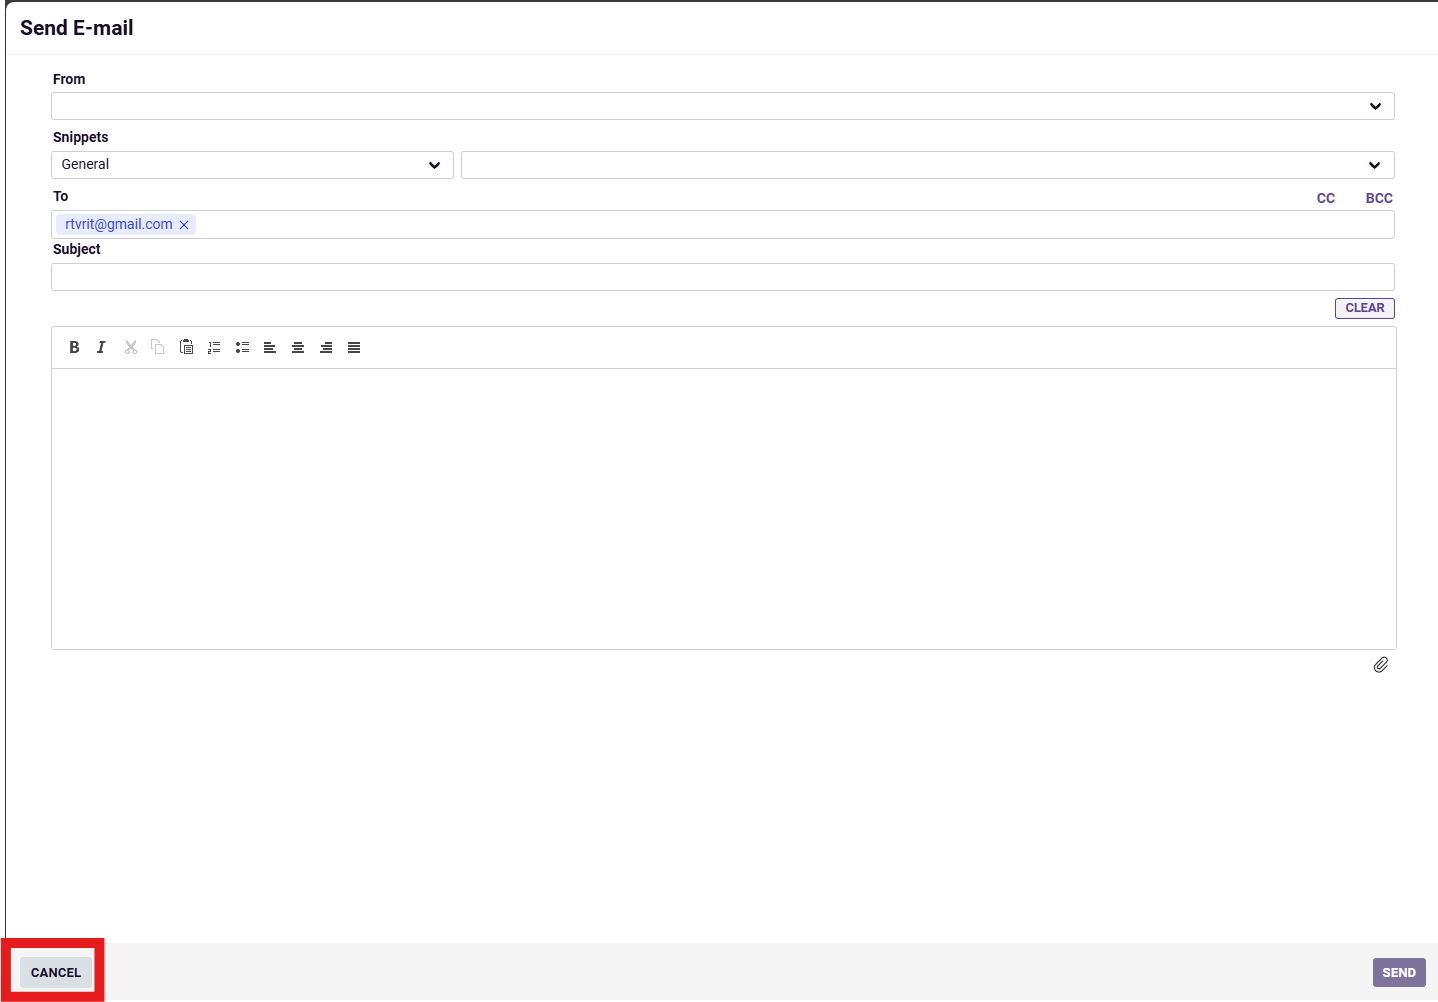 Send E-mail
From
Snippets
General
To
CC BCC
rtvrit@gmail.com
Subject
CLEAR
B I
CANCEL
SEND